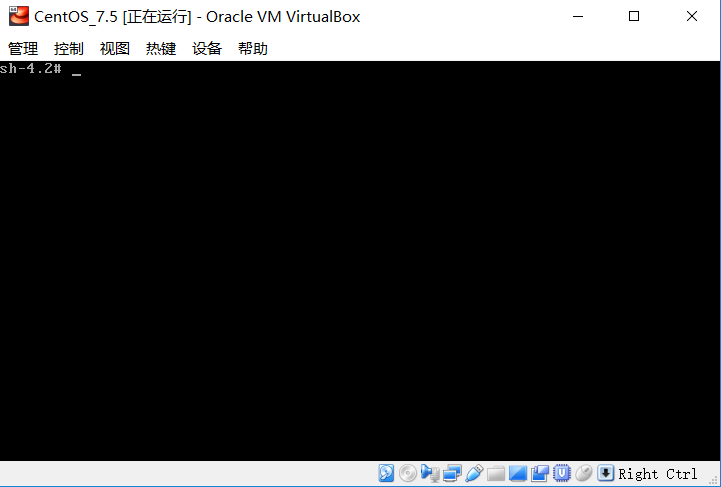 CentOS_7.5 [正在运行] - Oracle VM VirtualBox
管理 控制 视图 热键 设备 帮助
sh-4.2# _
Right Ctrl